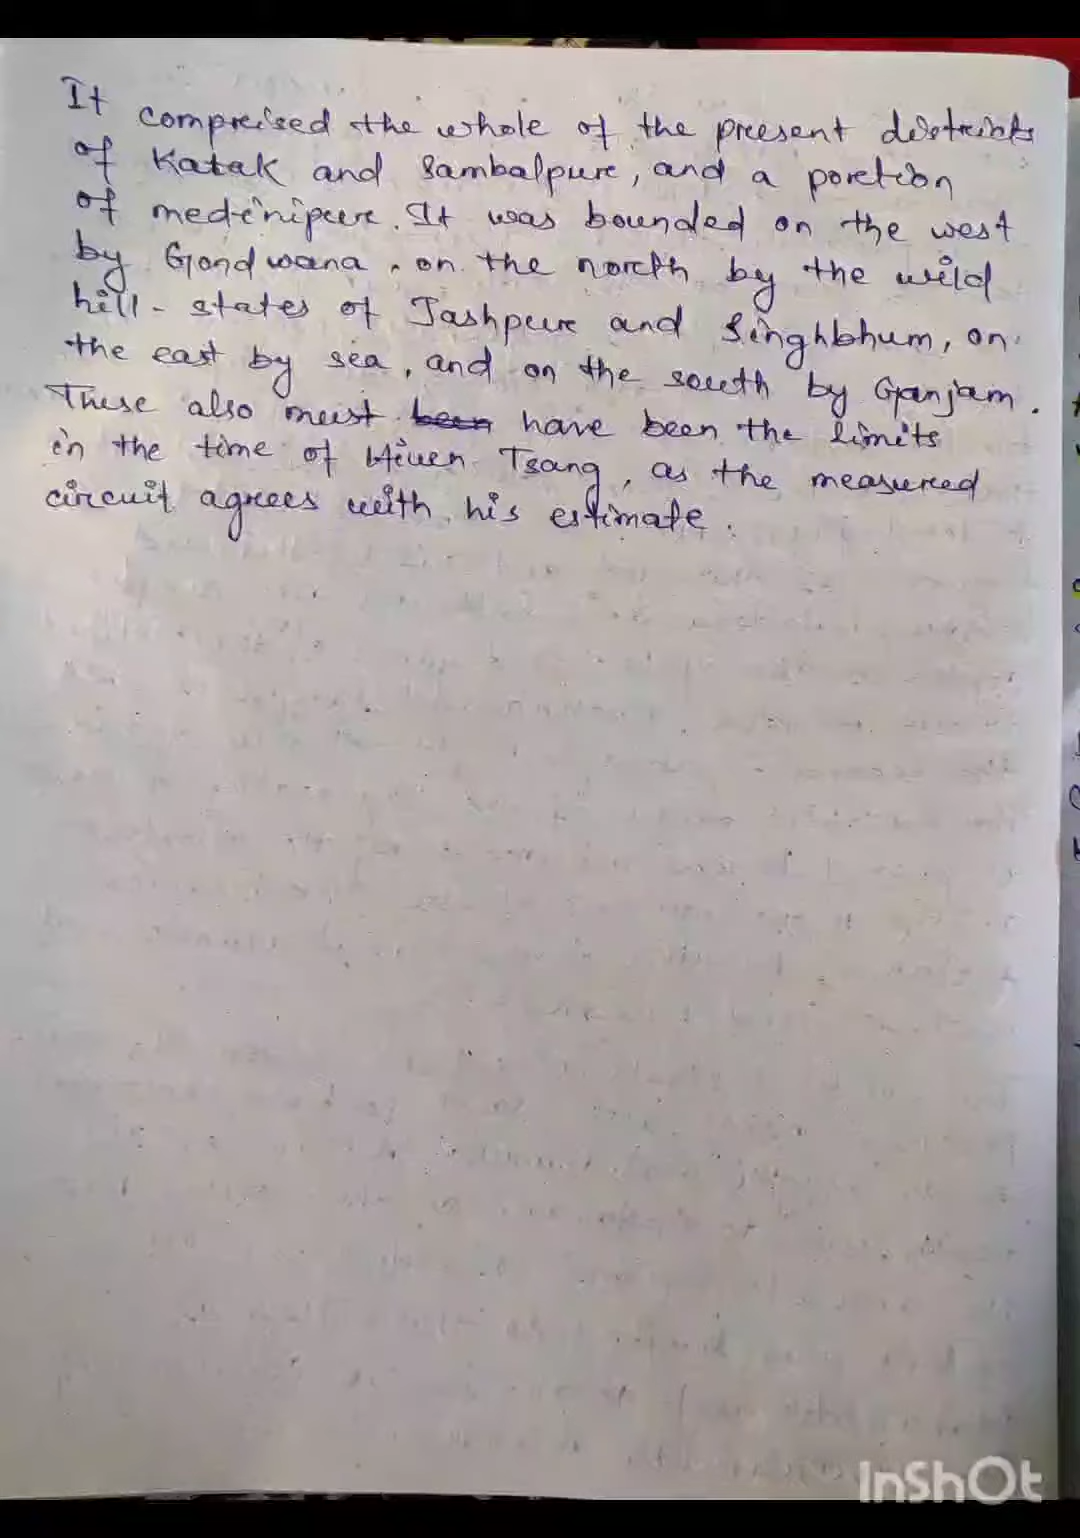 It comprised the whole of the present districts
of Katak and Sambalpure, and a portion
of medinipure. It was bounded on the west
by Gondwana, on the north by the wild
hill-states of Jashpure and Singhbhum, on
the east by sea, and on the south by Ganjam.
These also must been have been the limits
in the time of Hiuen Tsang, as the measured
circuit agrees with his estimate.
InShOt